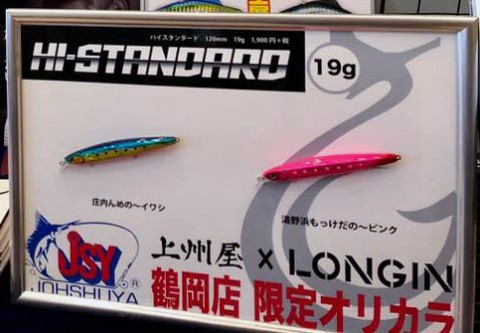 ハイスタンダード 120mm 19g 1,900円+税
HI-STANDARD
19g
庄内んめの〜イワシ
湯野浜もっけだの〜ピンク
JSY
R
JOHSHUYA
上州屋 x LONGIN
鶴岡店 限定オリカラ